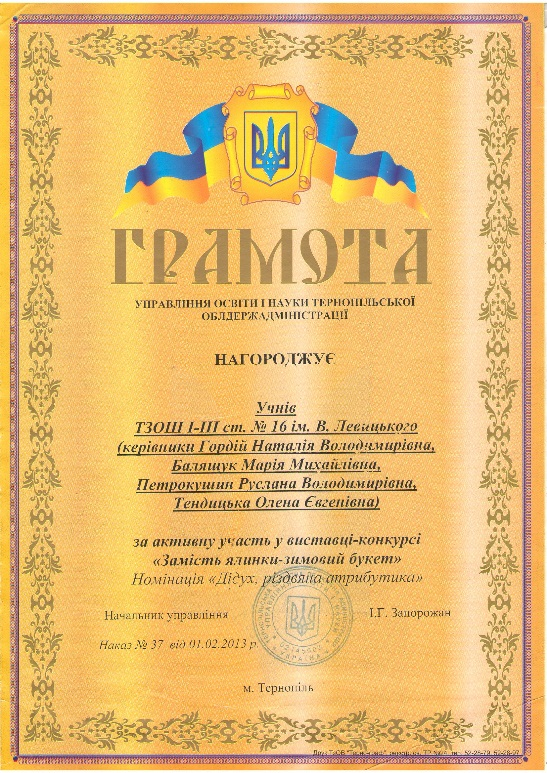 ГРАМОТА
УПРАВЛІННЯ ОСВІТИ І НАУКИ ТЕРНОПІЛЬСЬКОЇ
ОБЛДЕРЖАДМІНІСТРАЦІЇ
НАГОРОДЖУЄ
Учнів
ТЗОШ І-ІІІ ст. № 16 ім. В. Левицького
(керівники Гордій Наталія Володимирівна,
Балящук Марія Михайлівна,
Петрокушин Руслана Володимирівна,
Тендицька Олена Євгенівна)
за активну участь у виставці-конкурсі
«Замість ялинки-зимовий букет»
Номінація «Дідух, різдвяна атрибутика»
Начальник управління І.Г. Запорожан
Наказ № 37 від 01.02.2013 р.
м. Тернопіль
УКРАЇНА